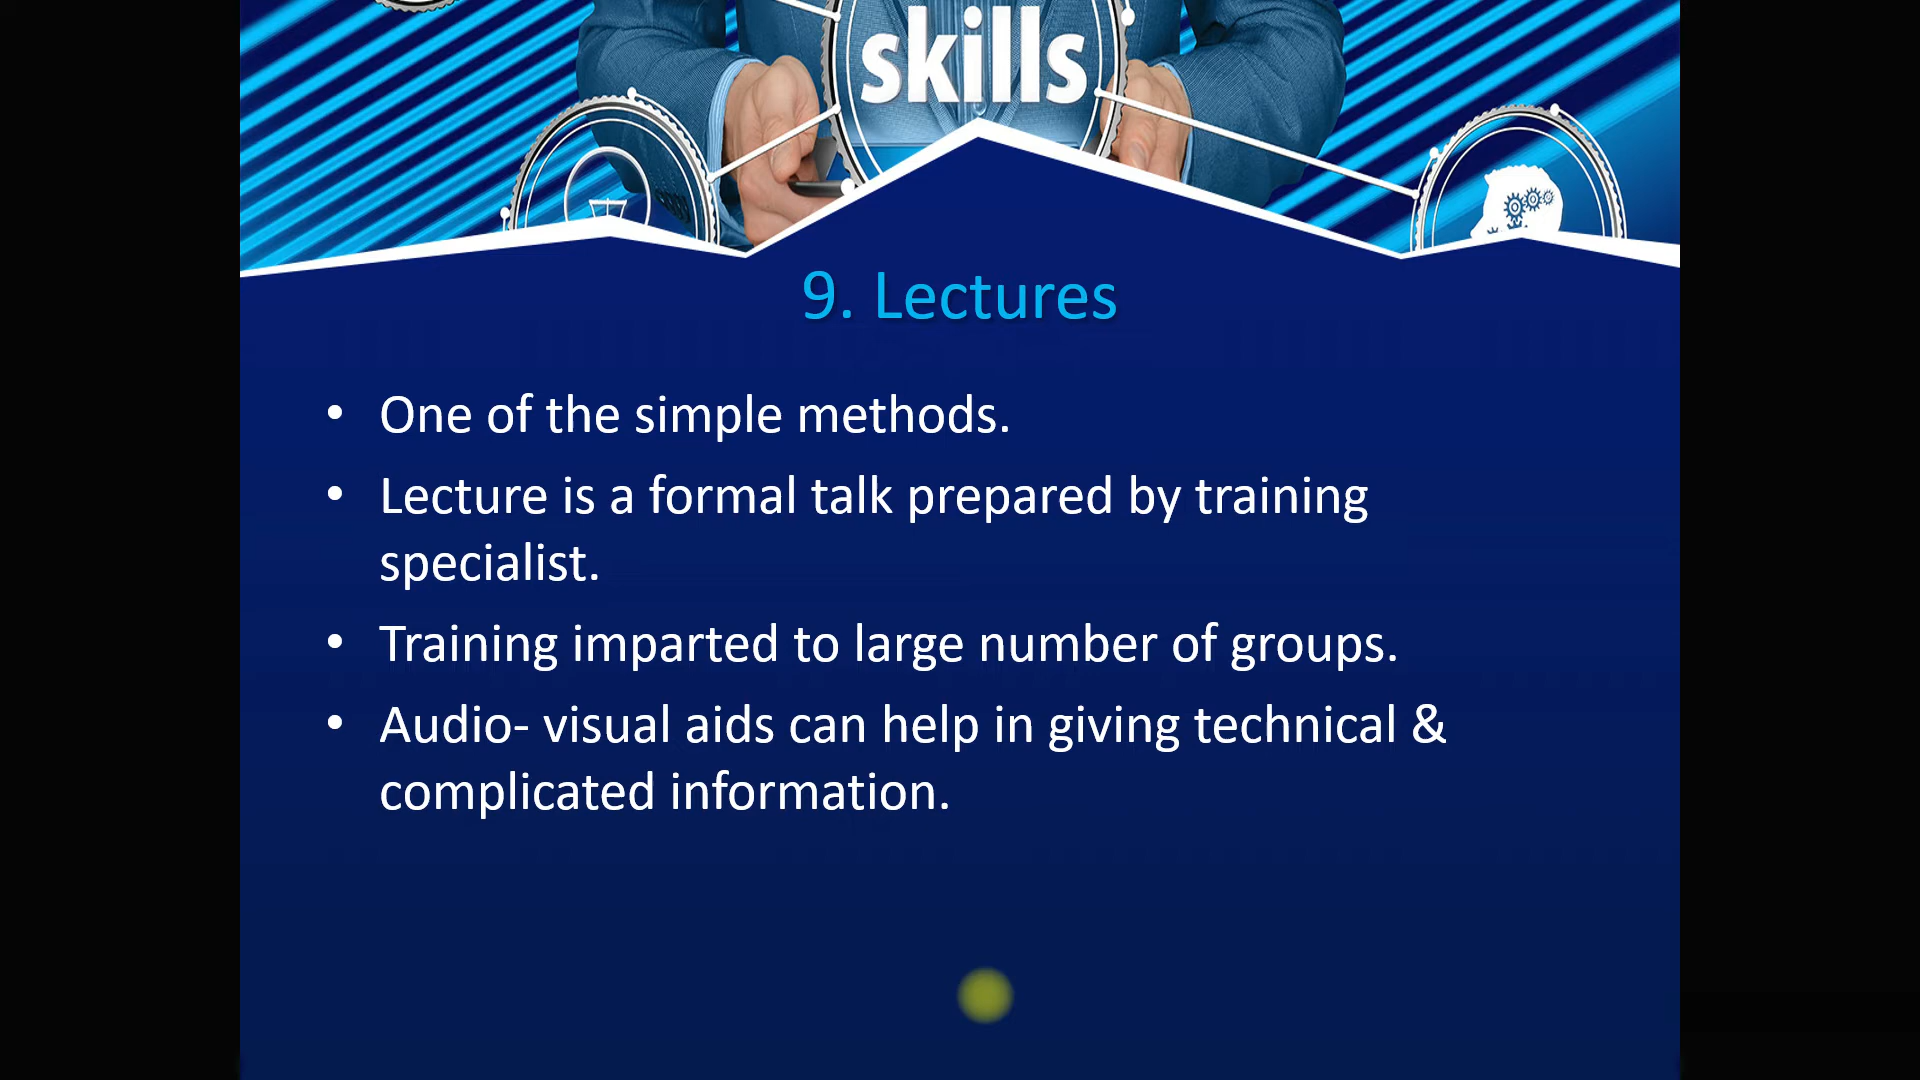 skills
9. Lectures
• One of the simple methods.
• Lecture is a formal talk prepared by training
specialist.
• Training imparted to large number of groups.
• Audio- visual aids can help in giving technical &
complicated information.